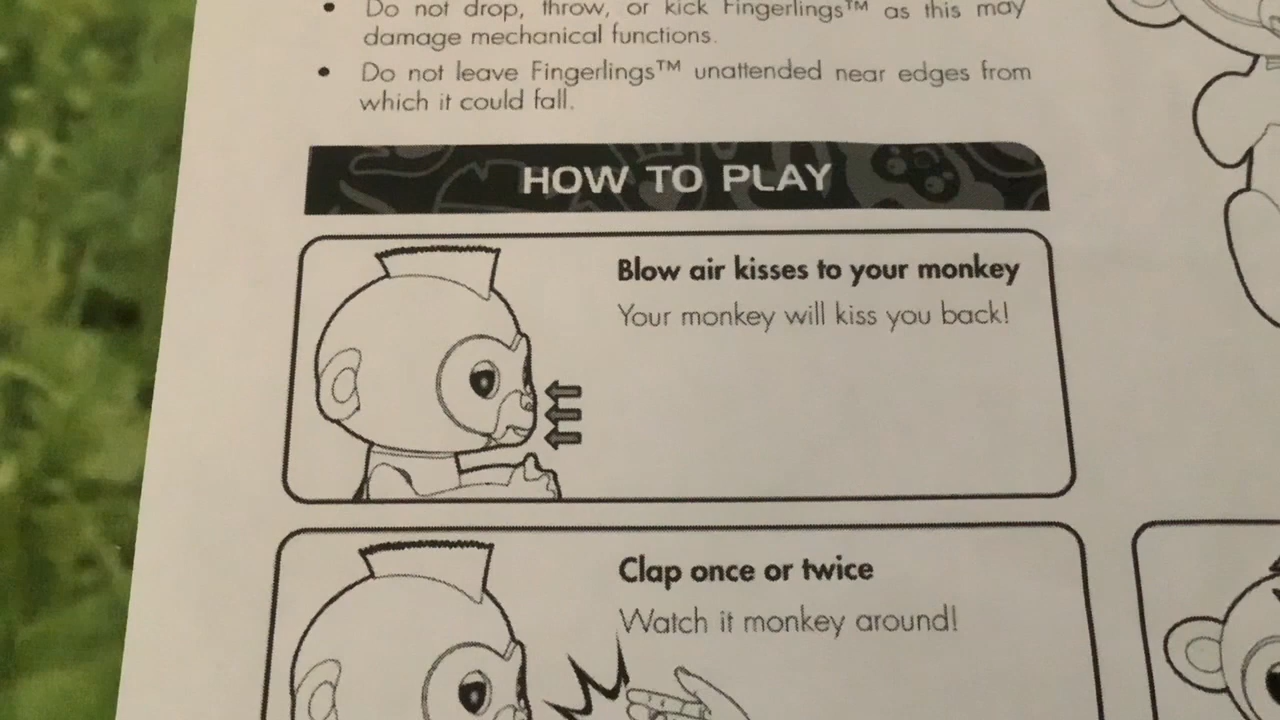 • Do not drop, throw, or kick Fingerlings™ as this may
damage mechanical functions.
• Do not leave Fingerlings™ unattended near edges from
which it could fall.
HOW TO PLAY
Blow air kisses to your monkey
Your monkey will kiss you back!
Clap once or twice
Watch it monkey around!